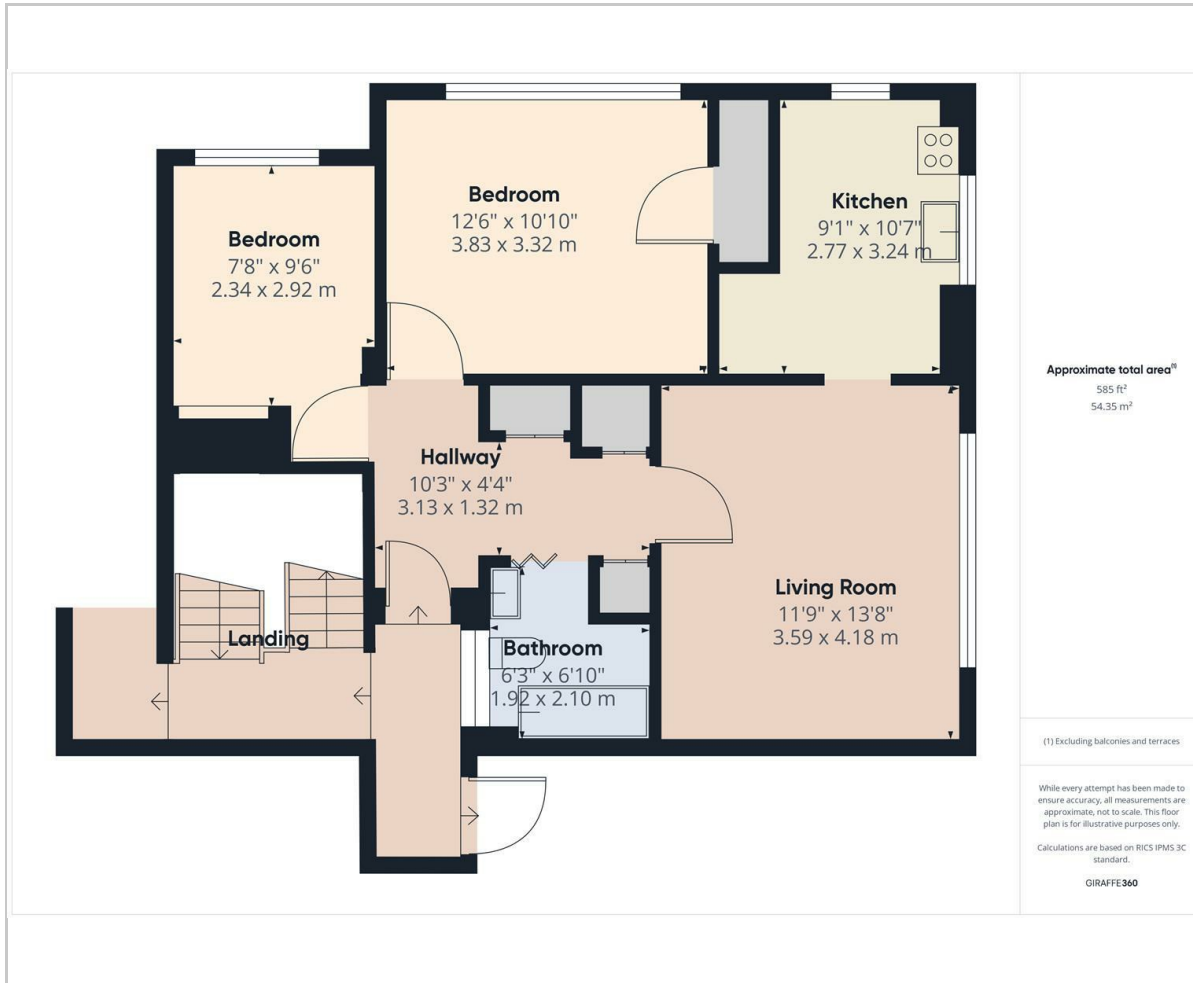 Bedroom
12'6" x 10'10"
3.83 x 3.32 m
Kitchen
9'1" x 10'7"
2.77 x 3.24 m
Bedroom
7'8" x 9'6"
2.34 x 2.92 m
Hallway
10'3" x 4'4"
3.13 x 1.32 m
Living Room
11'9" x 13'8"
3.59 x 4.18 m
Landing
Bathroom
6'3" x 6'10"
1.92 x 2.10 m
Approximate total area(1)
585 ft²
54.35 m²
(1) Excluding balconies and terraces
While every attempt has been made to
ensure accuracy, all measurements are
approximate, not to scale. This floor
plan is for illustrative purposes only.
Calculations are based on RICS IPMS 3C
standard.
GIRAFFE360